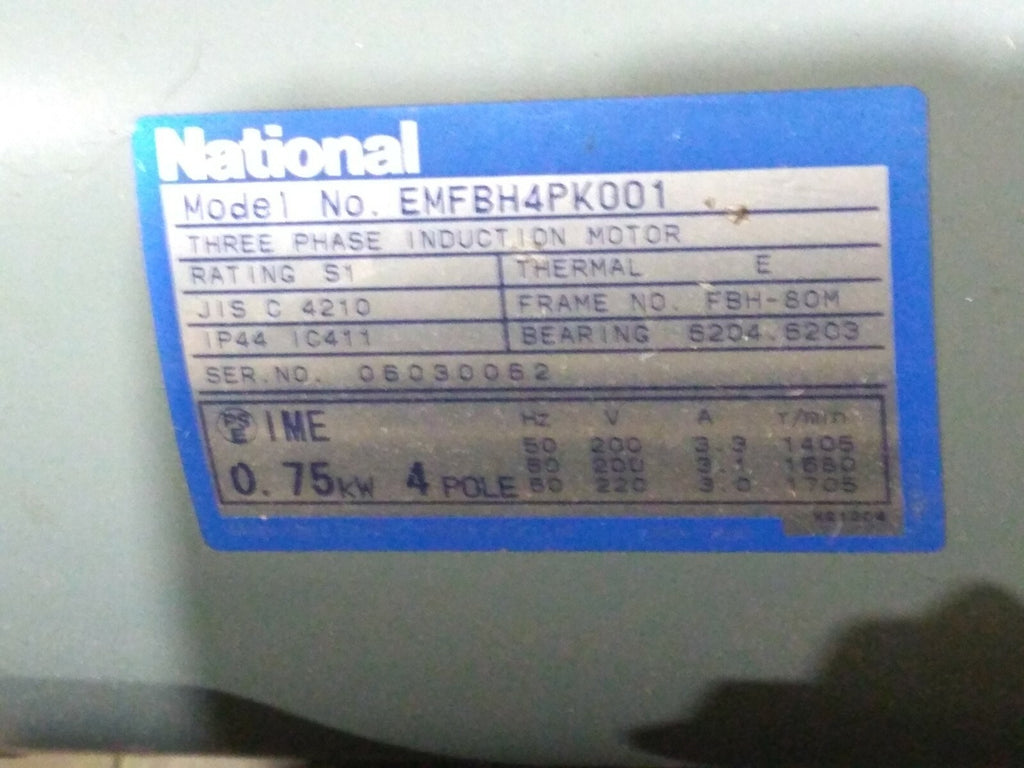 National
Model No. EMFBH4PK001
THREE PHASE INDUCTION MOTOR
RATING S1 THERMAL E
JIS C 4210 FRAME NO. FBH-80M
IP44 IC411 BEARING 6204.6203
SER.NO. 06030062
PS E IME
0.75KW 4 POLE
Hz V A r/min
50 200 3.3 1405
60 200 3.1 1680
60 220 3.0 1705